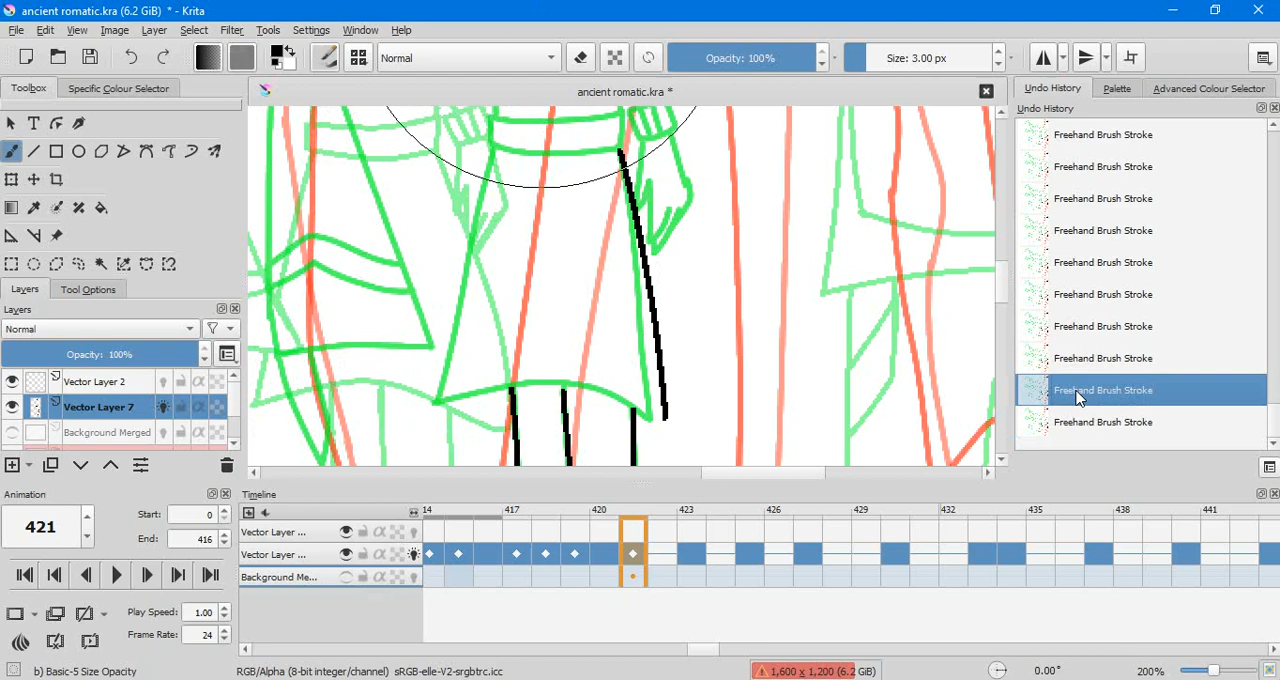 ancient romatic.kra (6.2 GiB)  * - Krita
File Edit View Image Layer Select Filter Tools Settings Window Help
Normal Opacity: 100% Size: 3.00 px
Toolbox Specific Colour Selector
ancient romatic.kra *
Undo History Palette Advanced Colour Selector
Undo History
Freehand Brush Stroke
Freehand Brush Stroke
Freehand Brush Stroke
Freehand Brush Stroke
Freehand Brush Stroke
Freehand Brush Stroke
Freehand Brush Stroke
Freehand Brush Stroke
Freehand Brush Stroke
Freehand Brush Stroke
Layers Tool Options
Layers
Normal
Opacity: 100%
Vector Layer 2
Vector Layer 7
Background Merged
Animation
421
Start: 0
End: 416
Play Speed: 1.00
Frame Rate: 24
Timeline
14 417 420 423 426 429 432 435 438 441
Vector Layer ...
Vector Layer ...
Background Me...
b) Basic-5 Size Opacity RGB/Alpha (8-bit integer/channel) sRGB-elle-V2-srgbtrc.icc 1,600 x 1,200 (6.2 GiB) 0.00° 200%